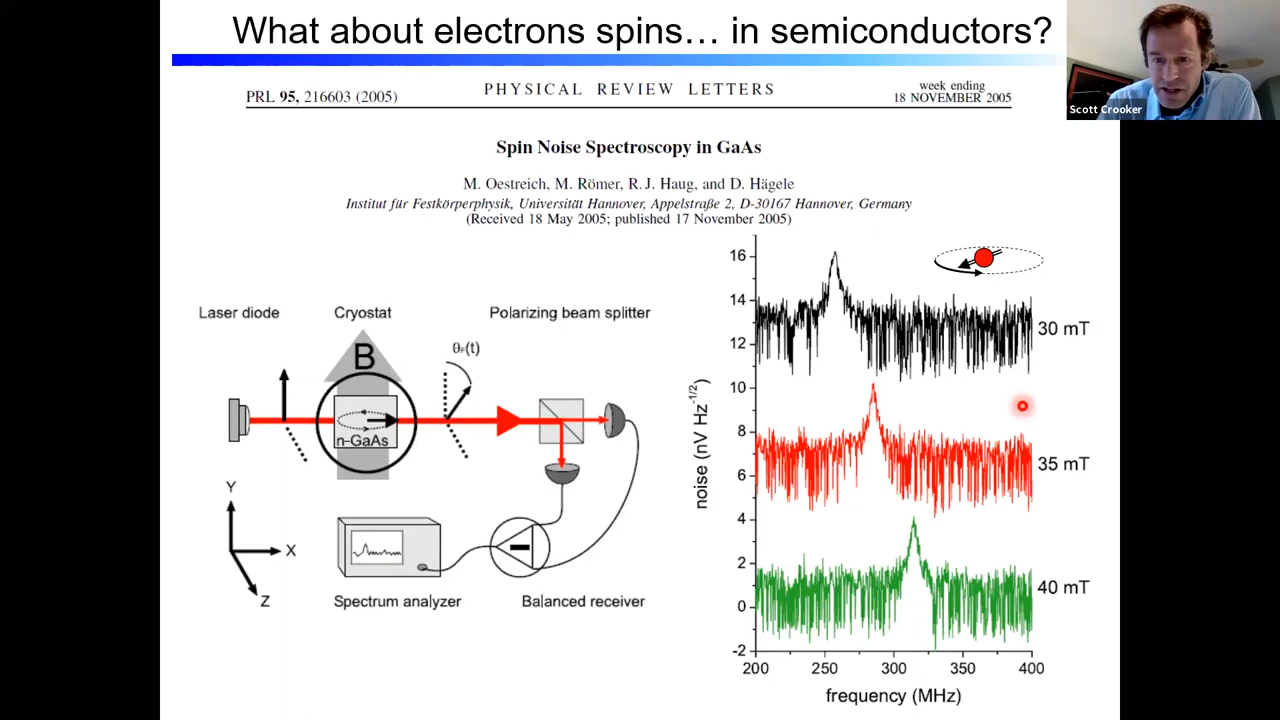 What about electrons spins… in semiconductors?
Scott Crooker
PRL 95, 216603 (2005)
PHYSICAL REVIEW LETTERS
week ending
18 NOVEMBER 2005
Spin Noise Spectroscopy in GaAs
M. Oestreich, M. Römer, R. J. Haug, and D. Hägele
Institut für Festkörperphysik, Universität Hannover, Appelstraße 2, D-30167 Hannover, Germany
(Received 18 May 2005; published 17 November 2005)
Laser diode
Cryostat
Polarizing beam splitter
B
θF(t)
n-GaAs
Y
X
Z
Spectrum analyzer
Balanced receiver
noise (nV Hz-1/2)
16
14
12
10
8
6
4
2
0
-2
30 mT
35 mT
40 mT
200 250 300 350 400
frequency (MHz)